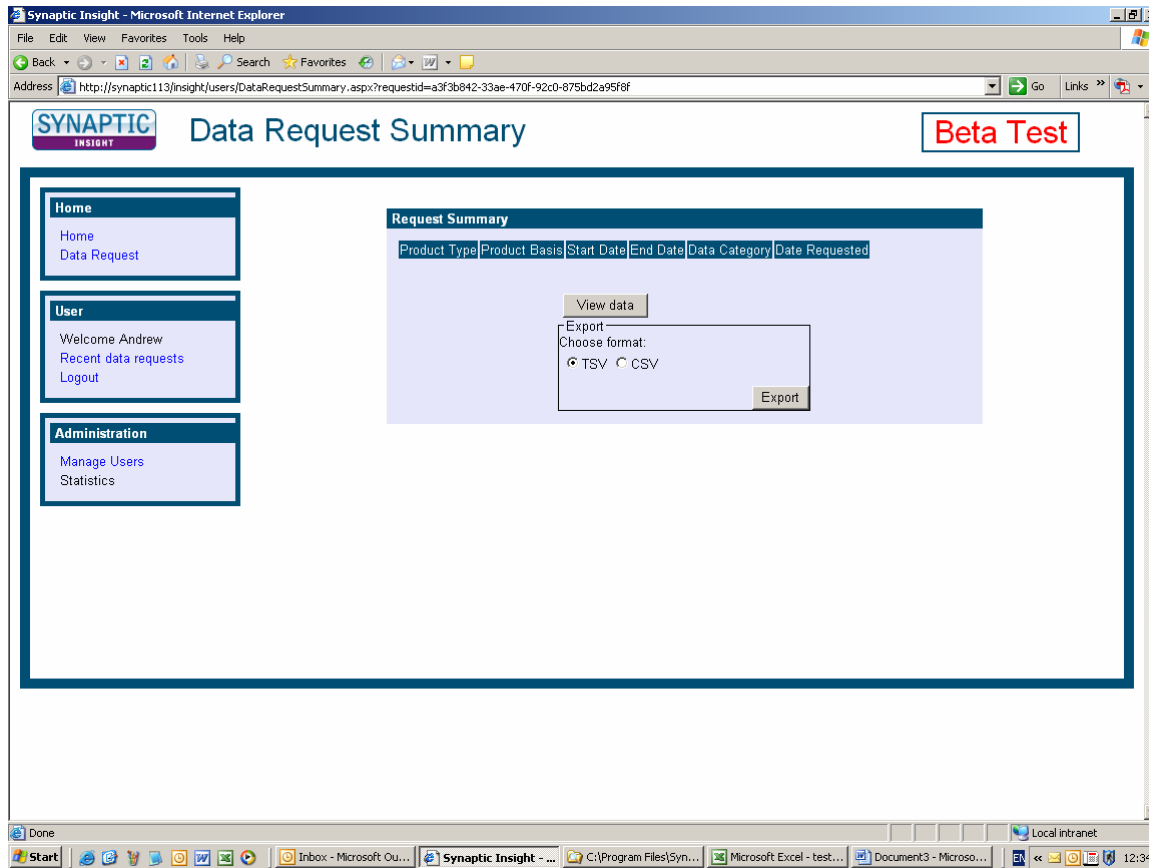 Synaptic Insight - Microsoft Internet Explorer
File Edit View Favorites Tools Help
Back Search Favorites
Address http://synaptic113/insight/users/DataRequestSummary.aspx?requestid=a3f3b842-33ae-470f-92c0-875bd2a95f8f Go Links »
SYNAPTIC
INSIGHT
Data Request Summary
Beta Test
Home
Home
Data Request
User
Welcome Andrew
Recent data requests
Logout
Administration
Manage Users
Statistics
Request Summary
Product Type Product Basis Start Date End Date Data Category Date Requested
View data
Export
Choose format:
TSV CSV
Export
Done Local intranet
Start Inbox - Microsoft Ou... Synaptic Insight - ... C:\Program Files\Syn... Microsoft Excel - test... Document3 - Microso... EN « 12:34